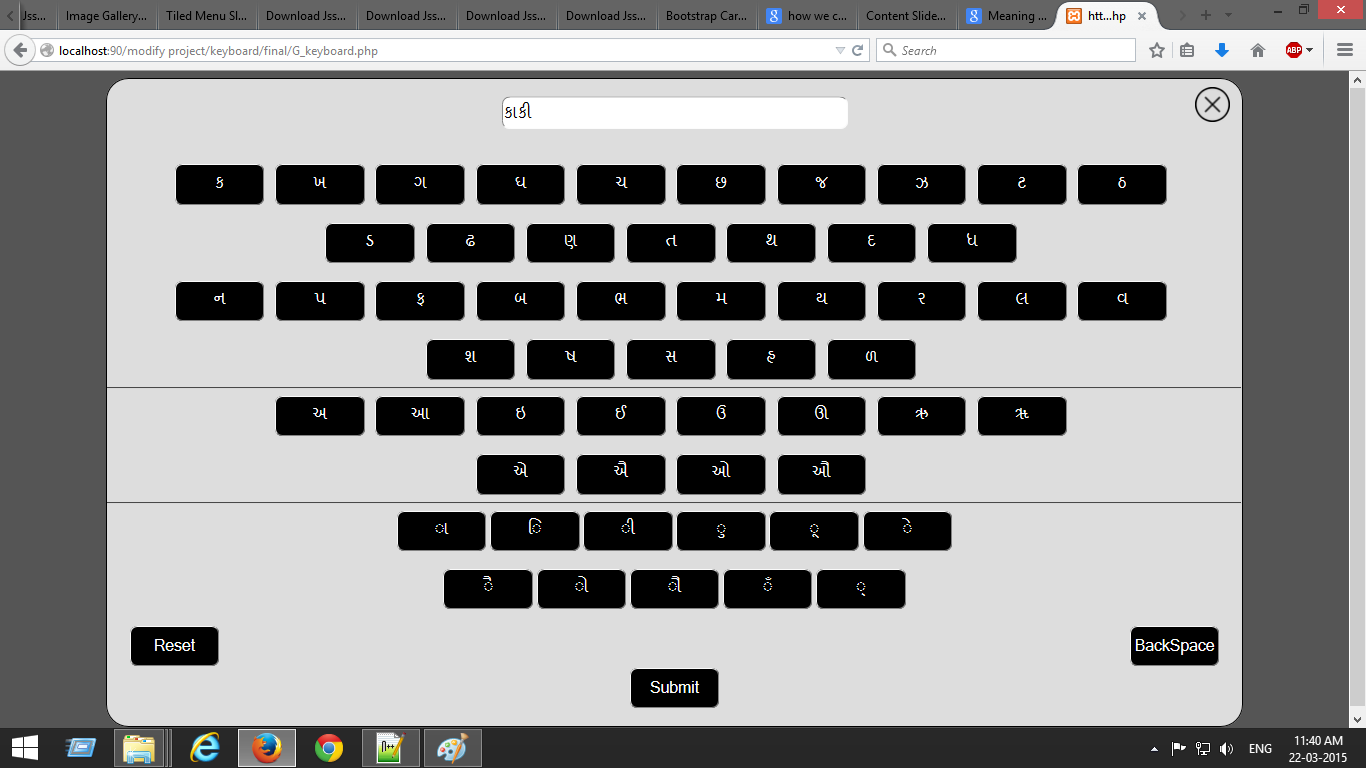 Jss... Image Gallery... Tiled Menu Sl... Download Jss... Download Jss... Download Jss... Download Jss... Bootstrap Car... how we c... Content Slide... Meaning ... htt...hp
localhost:90/modify project/keyboard/final/G_keyboard.php Search ABP
કાકી
ક ખ ગ ઘ ચ છ જ ઝ ટ ઠ
ડ ઢ ણ ત થ દ ધ
ન પ ફ બ ભ મ ય ર લ વ
શ ષ સ હ ળ
અ આ ઇ ઈ ઉ ઊ ઋ ૠ
એ ઐ ઓ ઔ
ા િ ી ુ ૂ ે
ૈ ો ૌ ઁ ્
Reset BackSpace
Submit
ENG 11:40 AM
22-03-2015